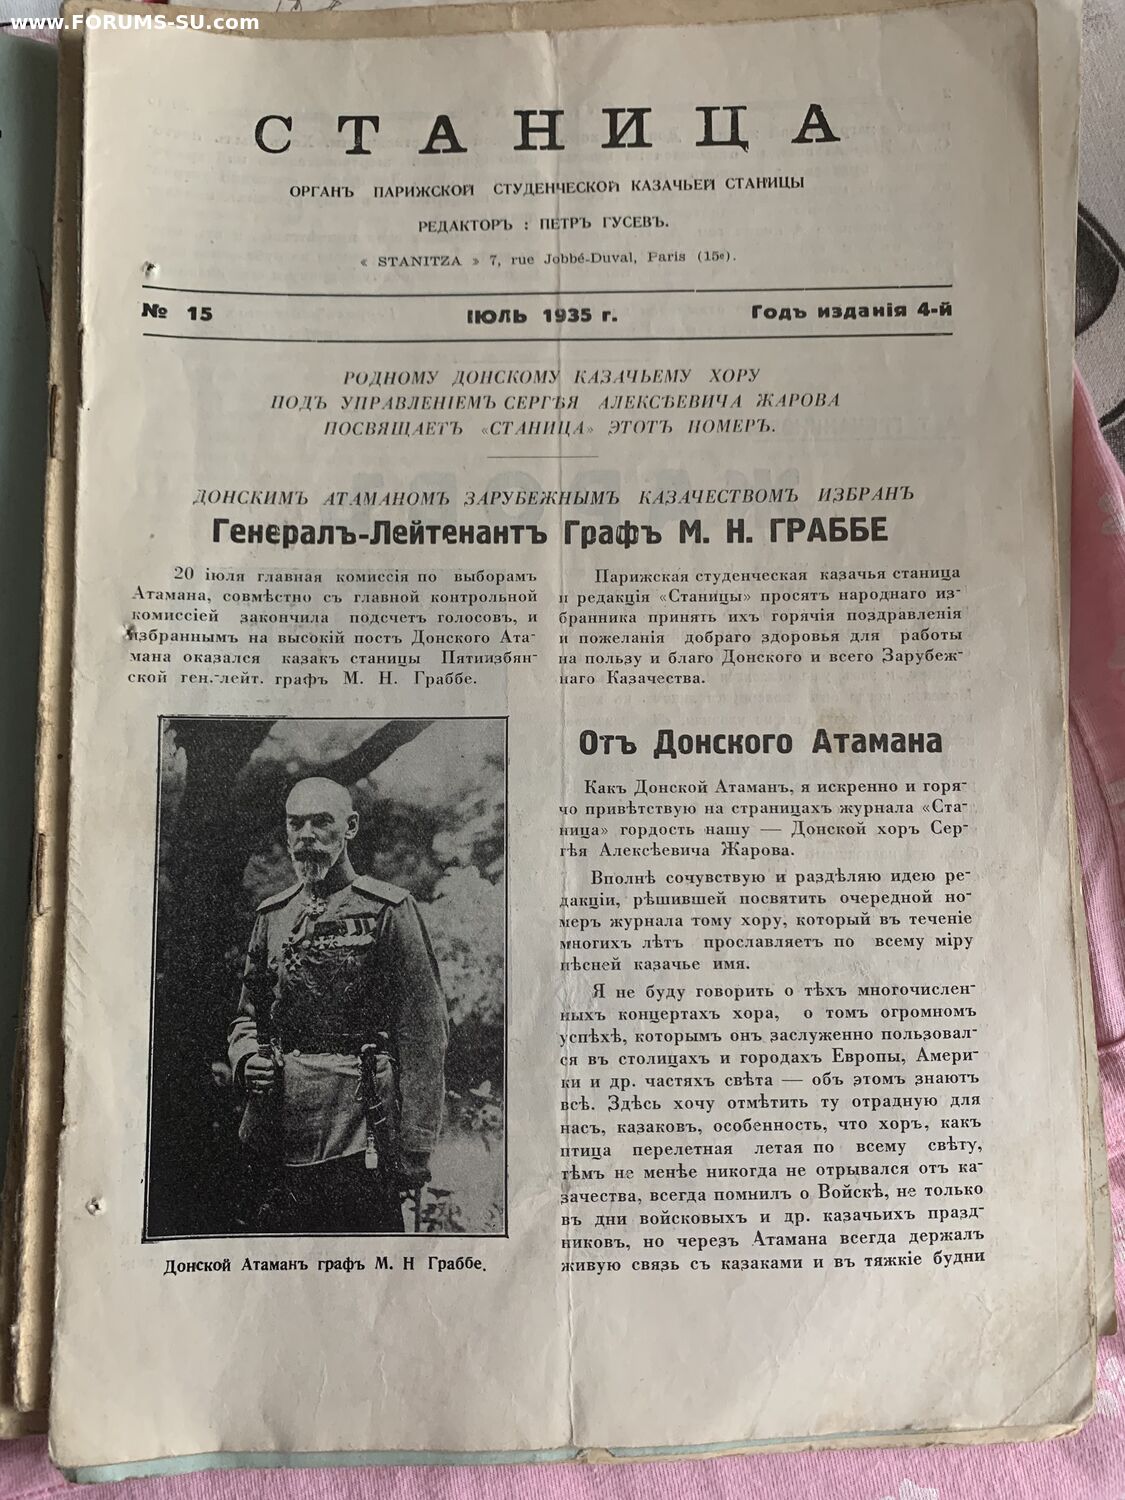 www.FORUMS-SU.com
СТАНИЦА
ОРГАНЪ ПАРИЖСКОЙ СТУДЕНЧЕСКОЙ КАЗАЧЬЕЙ СТАНИЦЫ
РЕДАКТОРЪ : ПЕТРЪ ГУСЕВЪ.
« STANITZA » 7, rue Jobbé-Duval, Paris (15e).
№ 15 ІЮЛЬ 1935 г. Годъ изданія 4-й
РОДНОМУ ДОНСКОМУ КАЗАЧЬЕМУ ХОРУ
ПОДЪ УПРАВЛЕНІЕМЪ СЕРГѢЯ АЛЕКСѢЕВИЧА ЖАРОВА
ПОСВЯЩАЕТЪ «СТАНИЦА» ЭТОТЪ НОМЕРЪ.
ДОНСКИМЪ АТАМАНОМЪ ЗАРУБЕЖНЫМЪ КАЗАЧЕСТВОМЪ ИЗБРАНЪ
Генералъ-Лейтенантъ Графъ М. Н. ГРАББЕ
20 іюля главная комиссія по выборамъ
Атамана, совмѣстно съ главной контрольной
комиссіей закончила подсчетъ голосовъ, и
избраннымъ на высокій постъ Донского Ата-
мана оказался казакъ станицы Пятиизбян-
ской ген.-лейт. графъ М. Н. Граббе.
Донской Атаманъ графъ М. Н Граббе.
Парижская студенческая казачья станица
и редакція «Станицы» просятъ народнаго из-
бранника принять ихъ горячія поздравленія
и пожеланія добраго здоровья для работы
на пользу и благо Донского и всего Зарубеж-
наго Казачества.
Отъ Донского Атамана
Какъ Донской Атаманъ, я искренно и горя-
чо привѣтствую на страницахъ журнала «Ста-
ница» гордость нашу — Донской хоръ Сер-
гѣя Алексѣевича Жарова.
Вполнѣ сочувствую и раздѣляю идею ре-
дакціи, рѣшившей посвятить очередной но-
меръ журнала тому хору, который въ теченіе
многихъ лѣтъ прославляетъ по всему міру
пѣсней казачье имя.
Я не буду говорить о тѣхъ многочислен-
ныхъ концертахъ хора, о томъ огромномъ
успѣхѣ, которымъ онъ заслуженно пользовал-
ся въ столицахъ и городахъ Европы, Амери-
ки и др. частяхъ свѣта — объ этомъ знаютъ
всѣ. Здѣсь хочу отмѣтить ту отрадную для
насъ, казаковъ, особенность, что хоръ, какъ
птица перелетная летая по всему свѣту,
тѣмъ не менѣе никогда не отрывался отъ ка-
зачества, всегда помнилъ о Войскѣ, не только
въ дни войсковыхъ и др. казачьихъ празд-
никовъ, но черезъ Атамана всегда держалъ
живую связь съ казаками и въ тяжкіе будни